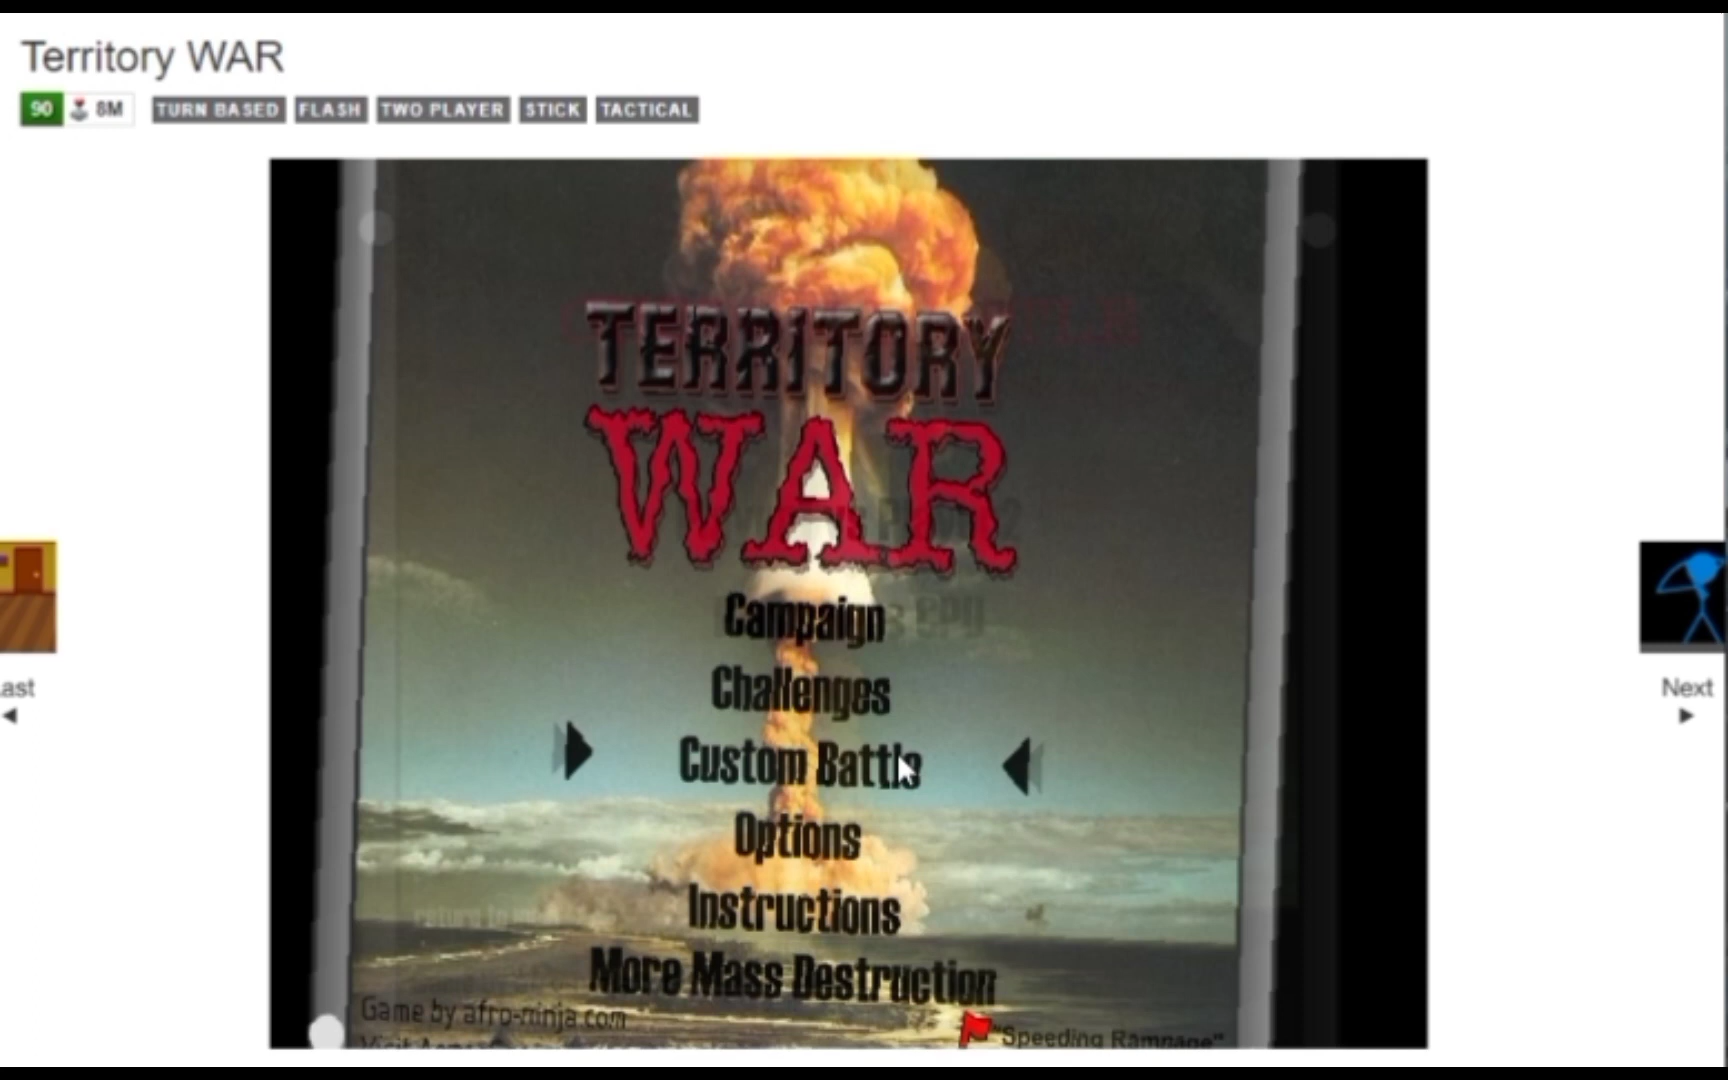 Territory WAR
90 8M TURN BASED FLASH TWO PLAYER STICK TACTICAL
TERRITORY
WAR
Campaign
Challenges
Custom Battle
Options
Instructions
More Mass Destruction
Game by afro-ninja.com
Visit
"Speeding Rampage"
ast
Next